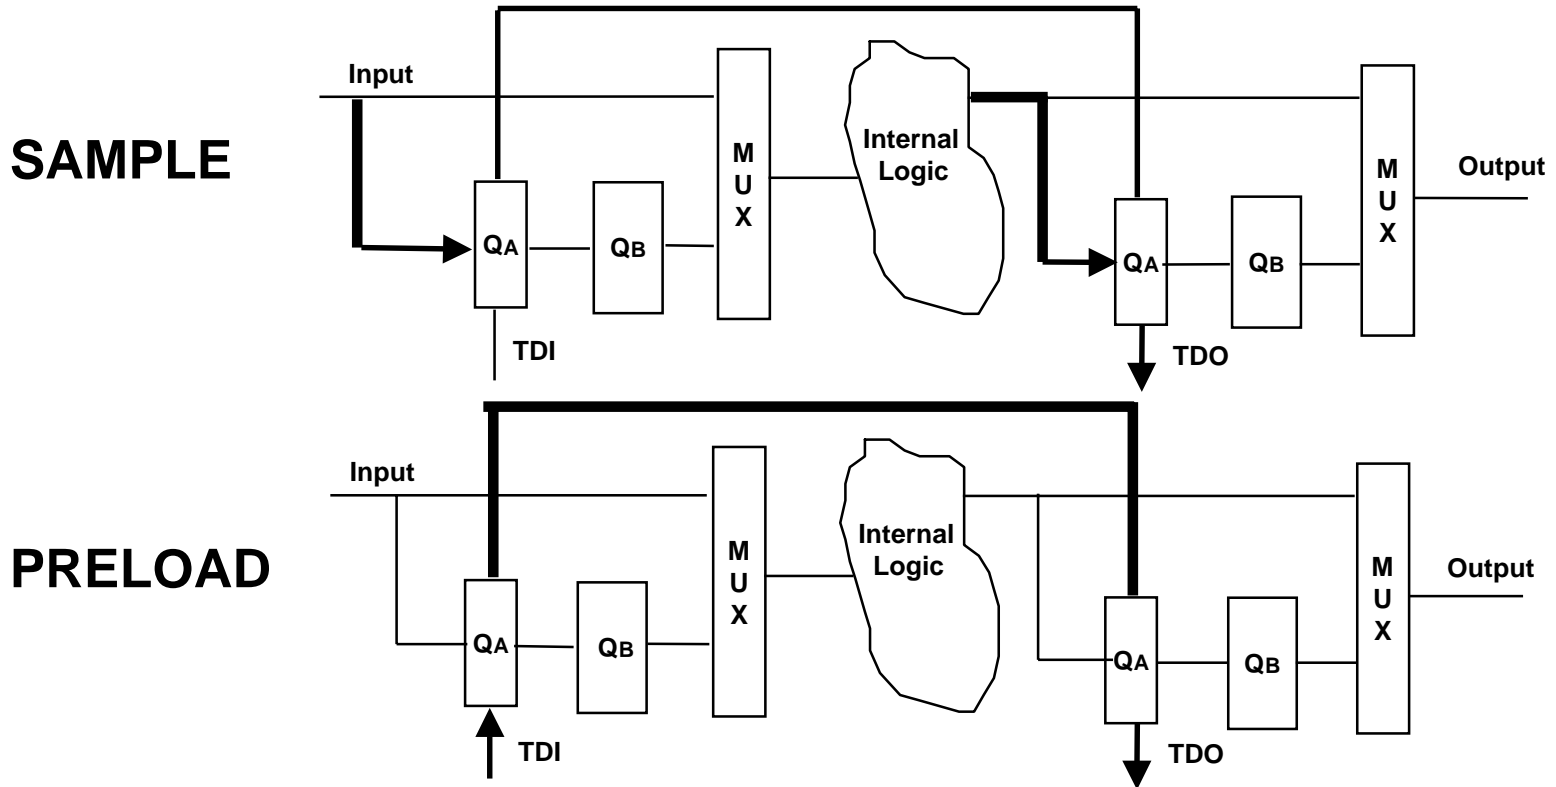 SAMPLE
Input
QA
QB
TDI
M
U
X
Internal
Logic
QA
QB
TDO
M
U
X
Output
PRELOAD
Input
QA
QB
TDI
M
U
X
Internal
Logic
QA
QB
TDO
M
U
X
Output